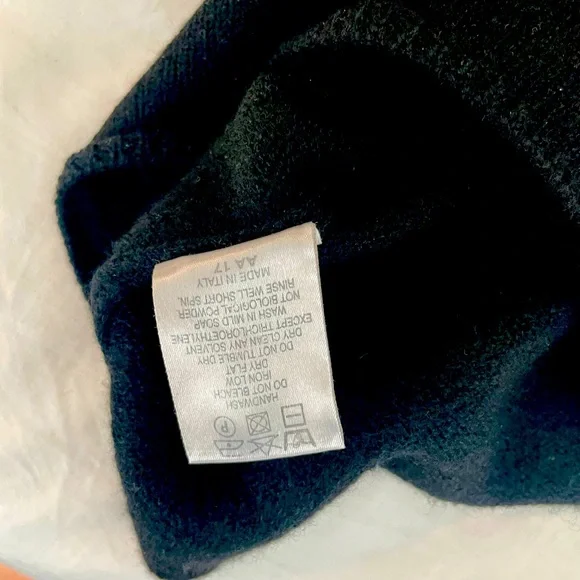 P
HANDWASH
DO NOT BLEACH
IRON LOW
DRY FLAT
DO NOT TUMBLE DRY
DRY CLEAN ANY SOLVENT
EXCEPT TRICHLOROETHYLENE
WASH IN MILD SOAP
NOT BIOLOGICAL POWDER.
RINSE WELL.SHORT SPIN.
MADE IN ITALY
AA 17